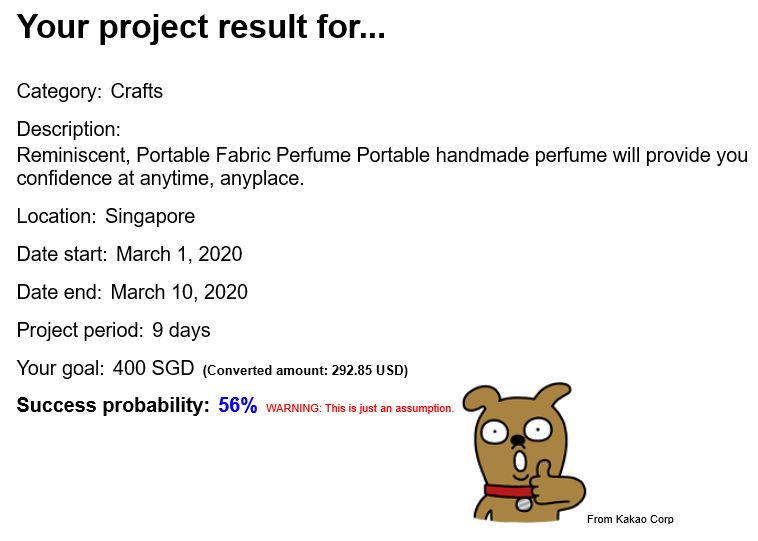 Your project result for...
Category: Crafts
Description:
Reminiscent, Portable Fabric Perfume Portable handmade perfume will provide you
confidence at anytime, anyplace.
Location: Singapore
Date start: March 1, 2020
Date end: March 10, 2020
Project period: 9 days
Your goal: 400 SGD (Converted amount: 292.85 USD)
Success probability: 56% WARNING: This is just an assumption.
From Kakao Corp